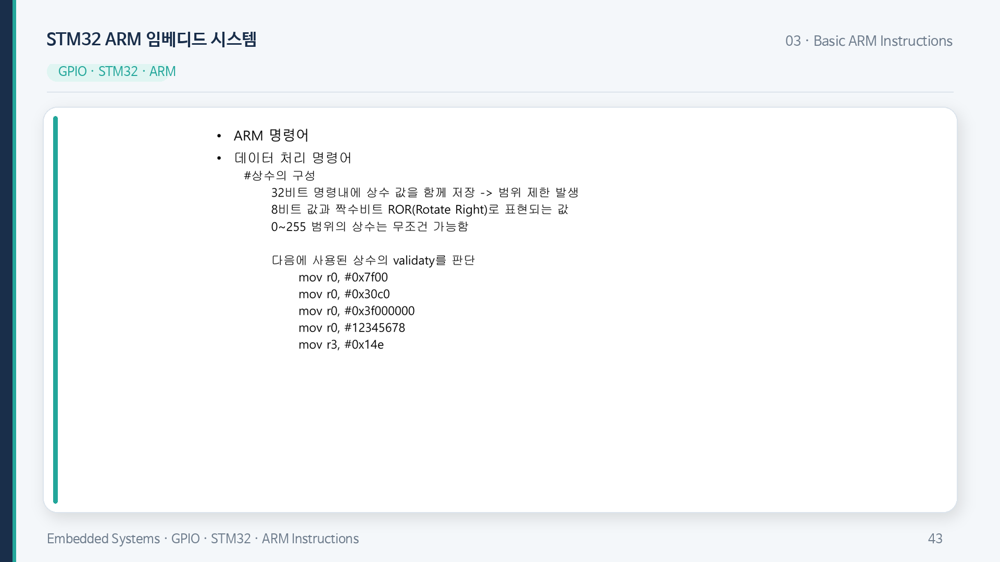 STM32 ARM 임베디드 시스템
03 · Basic ARM Instructions
GPIO · STM32 · ARM
• ARM 명령어
• 데이터 처리 명령어
#상수의 구성
32비트 명령내에 상수 값을 함께 저장 -> 범위 제한 발생
8비트 값과 짝수비트 ROR(Rotate Right)로 표현되는 값
0~255 범위의 상수는 무조건 가능함
다음에 사용된 상수의 validaty를 판단
mov r0, #0x7f00
mov r0, #0x30c0
mov r0, #0x3f000000
mov r0, #12345678
mov r3, #0x14e
Embedded Systems · GPIO · STM32 · ARM Instructions
43